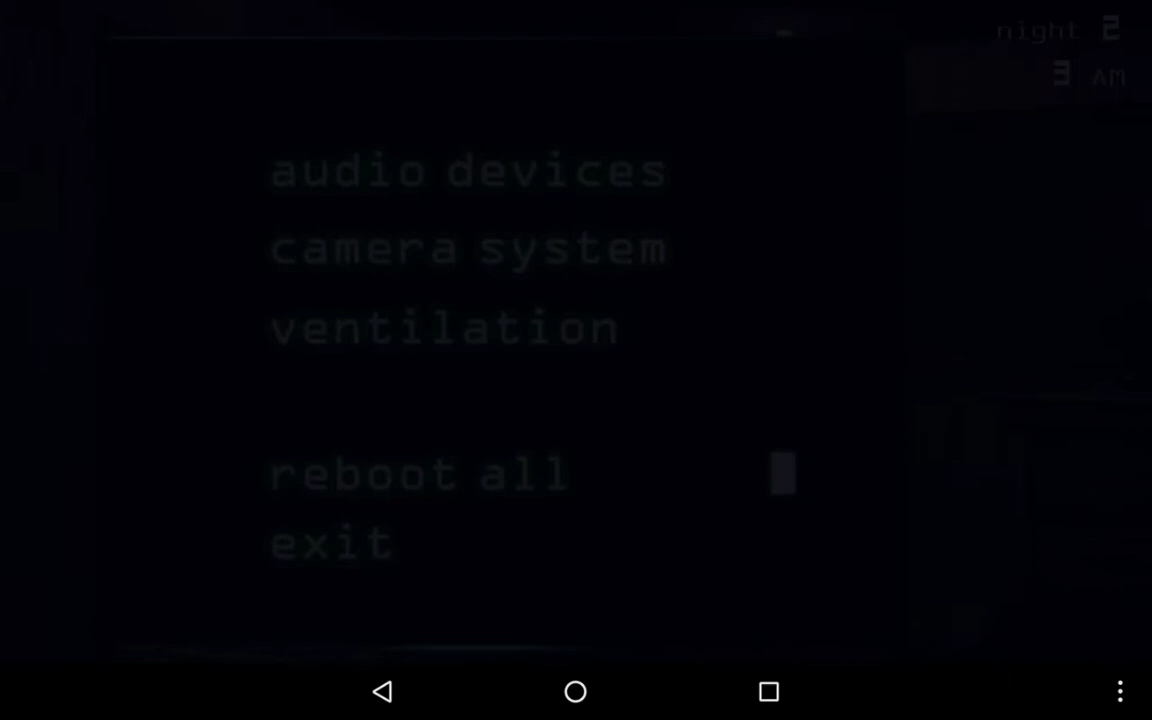 night 2
3 AM
audio devices
camera system
ventilation
reboot all
exit